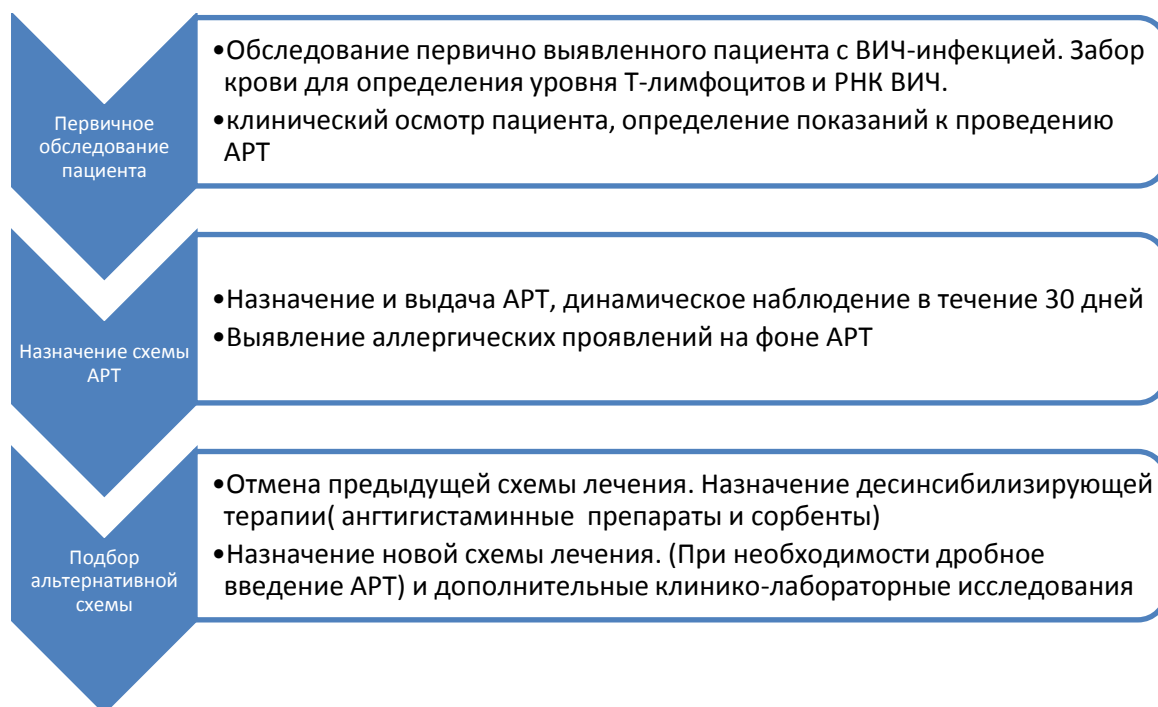 Первичное
обследование
пациента
•Обследование первично выявленного пациента с ВИЧ-инфекцией. Забор
крови для определения уровня Т-лимфоцитов и РНК ВИЧ.
•клинический осмотр пациента, определение показаний к проведению
АРТ
Назначение схемы
АРТ
•Назначение и выдача АРТ, динамическое наблюдение в течение 30 дней
•Выявление аллергических проявлений на фоне АРТ
Подбор
альтернативной
схемы
•Отмена предыдущей схемы лечения. Назначение десинсибилизирующей
терапии( ангтигистаминные препараты и сорбенты)
•Назначение новой схемы лечения. (При необходимости дробное
введение АРТ) и дополнительные клинико-лабораторные исследования